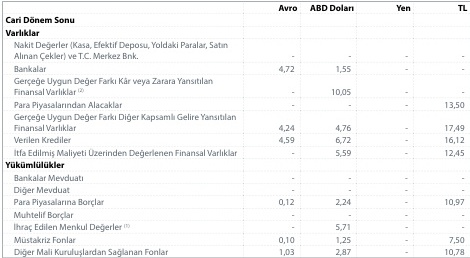 Avro ABD Doları Yen TL
Cari Dönem Sonu
Varlıklar
Nakit Değerler (Kasa, Efektif Deposu, Yoldaki Paralar, Satın
Alınan Çekler) ve T.C. Merkez Bnk. - - - -
Bankalar 4,72 1,55 - -
Gerçeğe Uygun Değer Farkı Kâr veya Zarara Yansıtılan
Finansal Varlıklar (2) - 10,05 - -
Para Piyasalarından Alacaklar - - - 13,50
Gerçeğe Uygun Değer Farkı Diğer Kapsamlı Gelire Yansıtılan
Finansal Varlıklar 4,24 4,76 - 17,49
Verilen Krediler 4,59 6,72 - 16,12
İtfa Edilmiş Maliyeti Üzerinden Değerlenen Finansal Varlıklar - 5,59 - 12,45
Yükümlülükler
Bankalar Mevduatı - - - -
Diğer Mevduat - - - -
Para Piyasalarına Borçlar 0,12 2,24 - 10,97
Muhtelif Borçlar - - - -
İhraç Edilen Menkul Değerler (1) - 5,71 - -
Müstakriz Fonlar 0,10 1,25 - 7,50
Diğer Mali Kuruluşlardan Sağlanan Fonlar 1,03 2,87 - 10,78